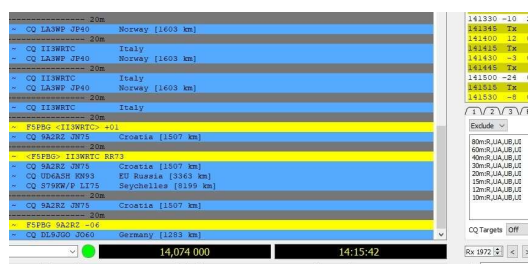 20m
~ CQ LA3WP JP40 Norway [1603 km]
20m
~ CQ II3WRTC Italy
~ CQ LA3WP JP40 Norway [1603 km]
20m
~ CQ II3WRTC Italy
~ CQ LA3WP JP40 Norway [1603 km]
20m
~ CQ II3WRTC Italy
20m
~ F5PBG <II3WRTC> +01
~ CQ 9A2RZ JN75 Croatia [1507 km]
20m
~ <F5PBG> II3WRTC RR73
~ CQ 9A2RZ JN75 Croatia [1507 km]
~ CQ UD6ASH KN93 EU Russia [3363 km]
~ CQ S79KW/P LI75 Seychelles [8199 km]
20m
~ CQ 9A2RZ JN75 Croatia [1507 km]
20m
~ F5PBG 9A2RZ -06
~ CQ DL9JGO JO60 Germany [1283 km]
14,074 000
14:15:42
141330 -10
141345 Tx
141400 12
141415 Tx
141430 -3
141445 Tx
141500 -24
141515 Tx
141530 -8
1 2 3
Exclude
80m:R,UA,UB,UI
60m:R,UA,UB,UI
40m:R,UA,UB,UI
30m:R,UA,UB,UI
20m:R,UA,UB,UI
15m:R,UA,UB,UI
12m:R,UA,UB,UI
10m:R,UA,UB,UI
CQ Targets Off
Rx 1972 < >